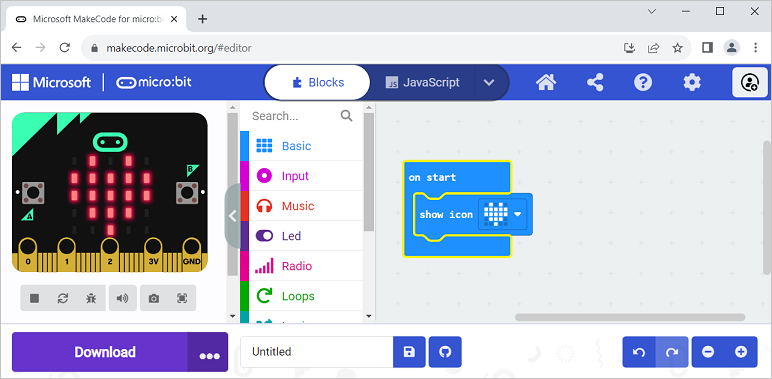 Microsoft MakeCode for micro:bi
makecode.microbit.org/#editor
Microsoft
micro:bit
Blocks
JS
JavaScript
Search...
Basic
Input
Music
Led
Radio
Loops
A
B
0
1
2
3V
GND
on start
show icon
Download
Untitled